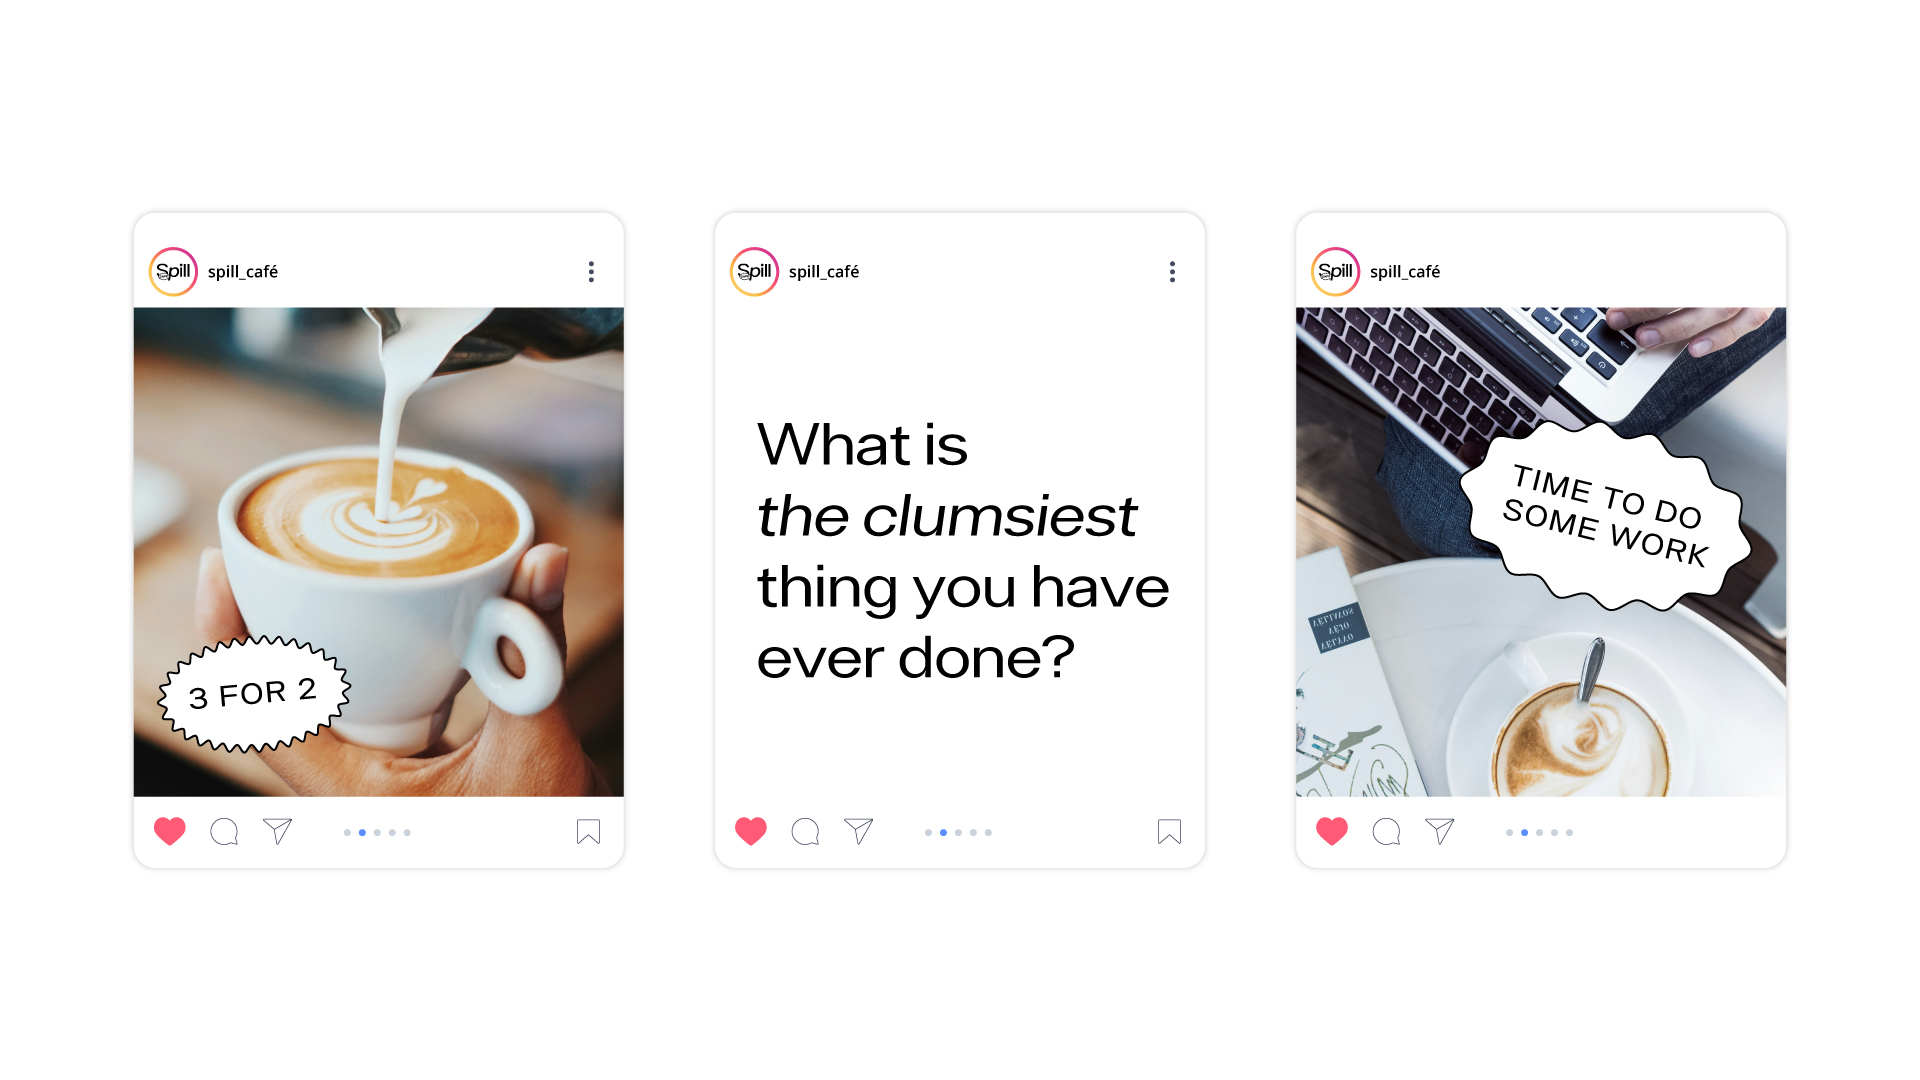 Spill
spill_café
3 FOR 2
Spill
spill_café
What is
the clumsiest
thing you have
ever done?
Spill
spill_café
TIME TO DO
SOME WORK